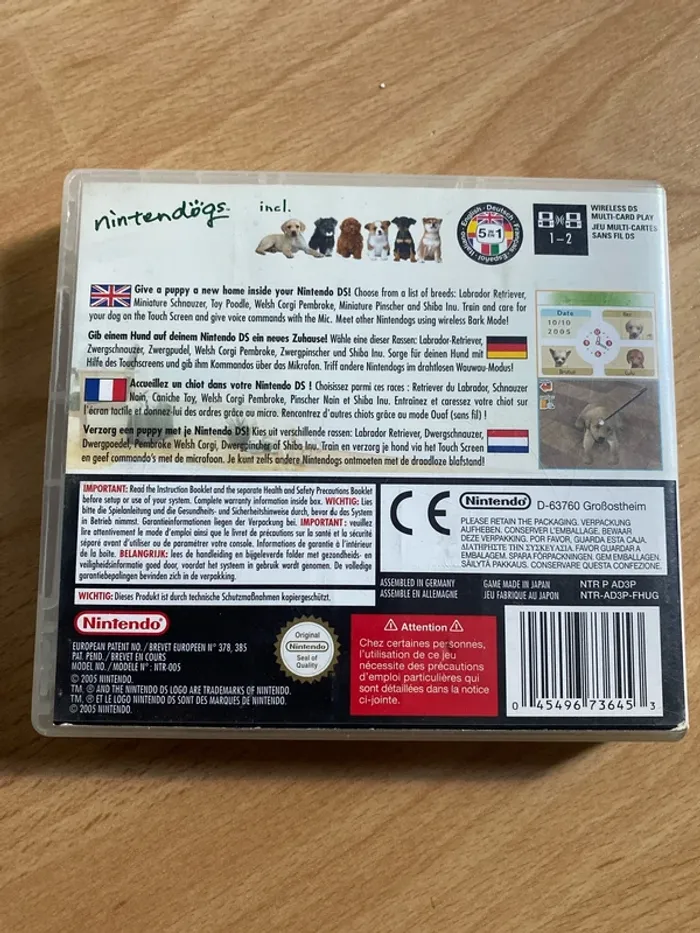 nintendogs™ incl.
English · Deutsch · Français · Español · Italiano
5 in 1
1-2
WIRELESS DS
MULTI-CARD PLAY
JEU MULTI-CARTES
SANS FIL DS
Give a puppy a new home inside your Nintendo DS! Choose from a list of breeds: Labrador Retriever,
Miniature Schnauzer, Toy Poodle, Welsh Corgi Pembroke, Miniature Pinscher and Shiba Inu. Train and care for
your dog on the Touch Screen and give voice commands with the Mic. Meet other Nintendogs using wireless Bark Mode!
Gib einem Hund auf deinem Nintendo DS ein neues Zuhause! Wähle eine dieser Rassen: Labrador-Retriever,
Zwergschnauzer, Zwergpudel, Welsh Corgi Pembroke, Zwergpinscher und Shiba Inu. Sorge für deinen Hund mit
Hilfe des Touchscreens und gib ihm Kommandos über das Mikrofon. Triff andere Nintendogs im drahtlosen Wauwau-Modus!
Accueillez un chiot dans votre Nintendo DS ! Choisissez parmi ces races : Retriever du Labrador, Schnauzer
Nain, Caniche Toy, Welsh Corgi Pembroke, Pinscher Nain et Shiba Inu. Entraînez et caressez votre chiot sur
l'écran tactile et donnez-lui des ordres grâce au micro. Rencontrez d'autres chiots grâce au mode Ouaf (sans fil) !
Verzorg een puppy met je Nintendo DS! Kies uit verschillende rassen: Labrador Retriever, Dwergschnauzer,
Dwergpoedel, Pembroke Welsh Corgi, Dwergpincher of Shiba Inu. Train en verzorg je hond via het Touch Screen
en geef commando's met de microfoon. Je kunt zelfs andere Nintendogs ontmoeten met de draadloze blafstand!
Date
10/10
2005
IMPORTANT: Read the Instruction Booklet and the separate Health and Safety Precautions Booklet
before setup or use of your system. Complete warranty information inside box. WICHTIG: Lies
bitte die Spielanleitung und die Gesundheits- und Sicherheitshinweise durch, bevor du das System
in Betrieb nimmst. Garantieinformationen liegen der Verpackung bei. IMPORTANT : veuillez
lire attentivement le mode d'emploi ainsi que le livret de précautions sur la santé et la sécurité
séparé avant d'utiliser ou de paramétrer votre console. Informations de garantie à l'intérieur
de la boîte. BELANGRIJK: lees de handleiding en bijgeleverde folder met gezondheids- en
veiligheidsinformatie goed door, voordat het systeem in gebruik wordt genomen. De volledige
garantiebepalingen bevinden zich in de verpakking.
WICHTIG: Dieses Produkt ist durch technische Schutzmaßnahmen kopiergeschützt.
CE
Nintendo® D-63760 Großostheim
PLEASE RETAIN THE PACKAGING. VERPACKUNG
AUFHEBEN. CONSERVER L'EMBALLAGE. BEWAAR
DEZE VERPAKKING. POR FAVOR, GUARDA ESTA CAJA.
ΔΙΑΤΗΡΗΣΤΕ ΤΗΝ ΣΥΣΚΕΥΑΣΙΑ. FAVOR GUARDAR A
EMBALAGEM. SPARA FÖRPACKNINGEN. GEM EMBALLAGEN.
SÄILYTÄ PAKKAUS. CONSERVARE QUESTA CONFEZIONE.
ASSEMBLED IN GERMANY
ASSEMBLÉ EN ALLEMAGNE
GAME MADE IN JAPAN
JEU FABRIQUÉ AU JAPON
NTR P AD3P
NTR-AD3P-FHUG
Nintendo®
EUROPEAN PATENT NO. / BREVET EUROPEEN N° 378, 385
PAT. PEND. / BREVET EN COURS
MODEL NO. / MODÈLE N°: NTR-005
© 2005 NINTENDO.
TM, ® AND THE NINTENDO DS LOGO ARE TRADEMARKS OF NINTENDO.
TM, ® ET LE LOGO NINTENDO DS SONT DES MARQUES DE NINTENDO.
© 2005 NINTENDO.
Original
Nintendo
Seal of
Quality
⚠ Attention ⚠
Chez certaines personnes,
l'utilisation de ce jeu
nécessite des précautions
d'emploi particulières qui
sont détaillées dans la notice
ci-jointe.
0 45496 73645 3